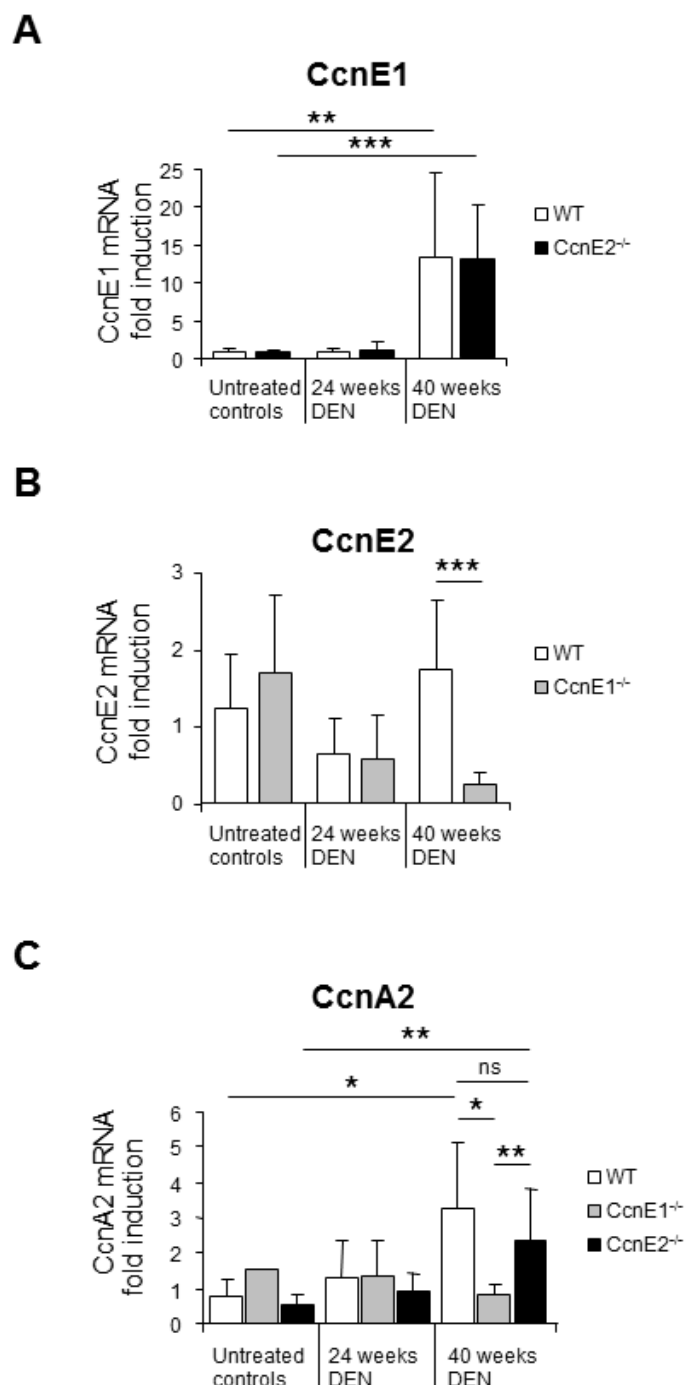 A
CcnE1
**
***
CcnE1 mRNA
fold induction
25
20
15
10
5
0
WT
CcnE2-/-
Untreated
controls
24 weeks
DEN
40 weeks
DEN
B
CcnE2
***
CcnE2 mRNA
fold induction
3
2
1
0
WT
CcnE1-/-
Untreated
controls
24 weeks
DEN
40 weeks
DEN
C
CcnA2
**
ns
*
*
**
CcnA2 mRNA
fold induction
6
5
4
3
2
1
0
WT
CcnE1-/-
CcnE2-/-
Untreated
controls
24 weeks
DEN
40 weeks
DEN